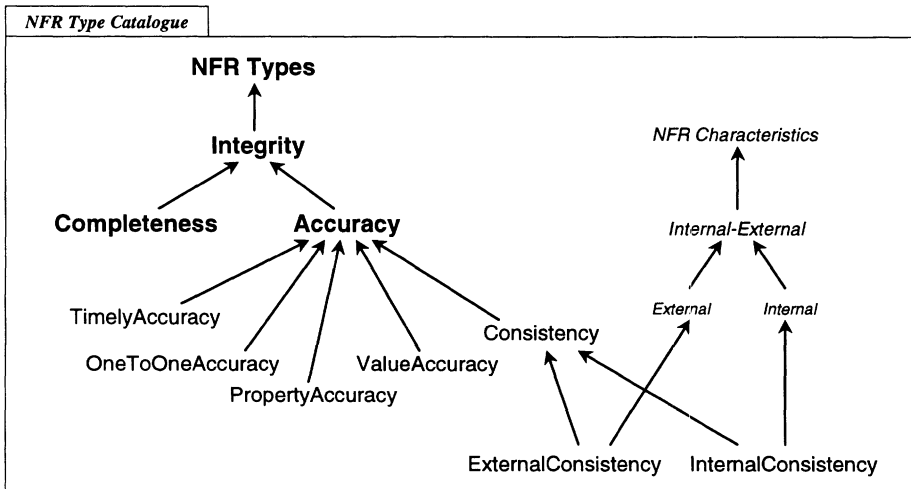 NFR Type Catalogue
NFR Types
Integrity
NFR Characteristics
Completeness
Accuracy
Internal-External
TimelyAccuracy
External
Internal
Consistency
OneToOneAccuracy
ValueAccuracy
PropertyAccuracy
ExternalConsistency
InternalConsistency